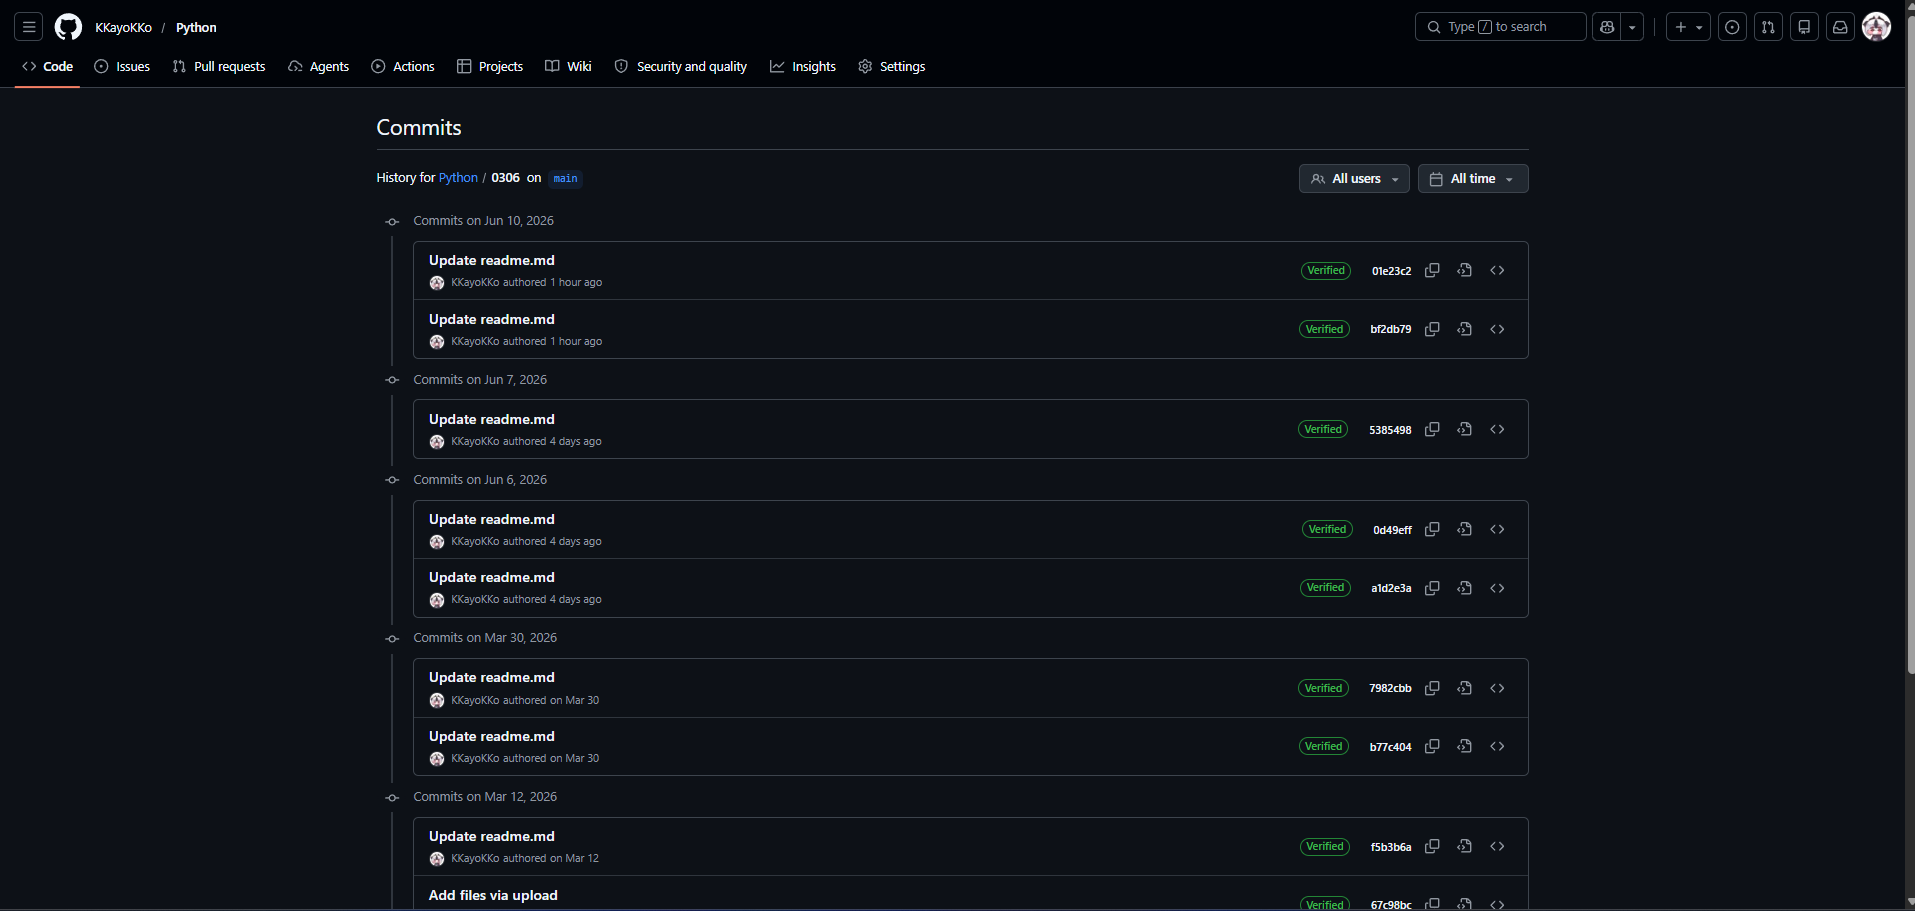 KKayoKKo / Python
Type / to search
Code Issues Pull requests Agents Actions Projects Wiki Security and quality Insights Settings
Commits
History for Python / 0306 on main
All users All time
Commits on Jun 10, 2026
Update readme.md
KKayoKKo authored 1 hour ago
Verified 01e23c2
Update readme.md
KKayoKKo authored 1 hour ago
Verified bf2db79
Commits on Jun 7, 2026
Update readme.md
KKayoKKo authored 4 days ago
Verified 5385498
Commits on Jun 6, 2026
Update readme.md
KKayoKKo authored 4 days ago
Verified 0d49eff
Update readme.md
KKayoKKo authored 4 days ago
Verified a1d2e3a
Commits on Mar 30, 2026
Update readme.md
KKayoKKo authored on Mar 30
Verified 7982cbb
Update readme.md
KKayoKKo authored on Mar 30
Verified b77c404
Commits on Mar 12, 2026
Update readme.md
KKayoKKo authored on Mar 12
Verified f5b3b6a
Add files via upload
Verified 67c98bc